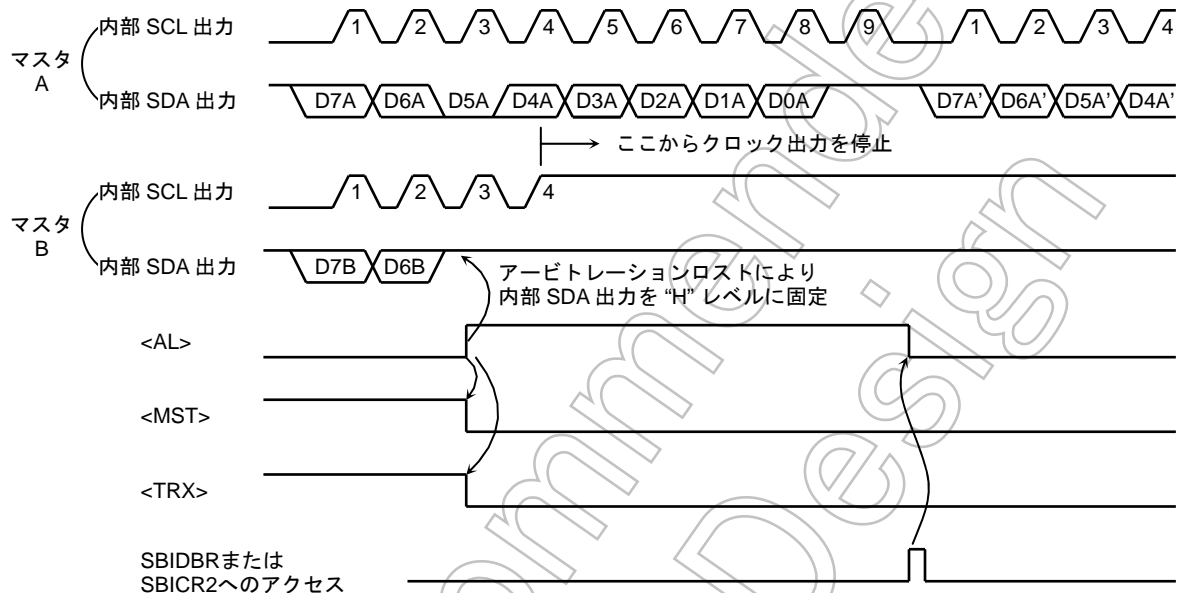 内部 SCL 出力 1 2 3 4 5 6 7 8 9 1 2 3 4
マスタ
A
内部 SDA 出力 D7A D6A D5A D4A D3A D2A D1A D0A D7A' D6A' D5A' D4A'
ここからクロック出力を停止
内部 SCL 出力 1 2 3 4
マスタ
B
内部 SDA 出力 D7B D6B
アービトレーションロストにより
内部 SDA 出力を “H” レベルに固定
<AL>
<MST>
<TRX>
SBIDBRまたは
SBICR2へのアクセス
ommende
Design